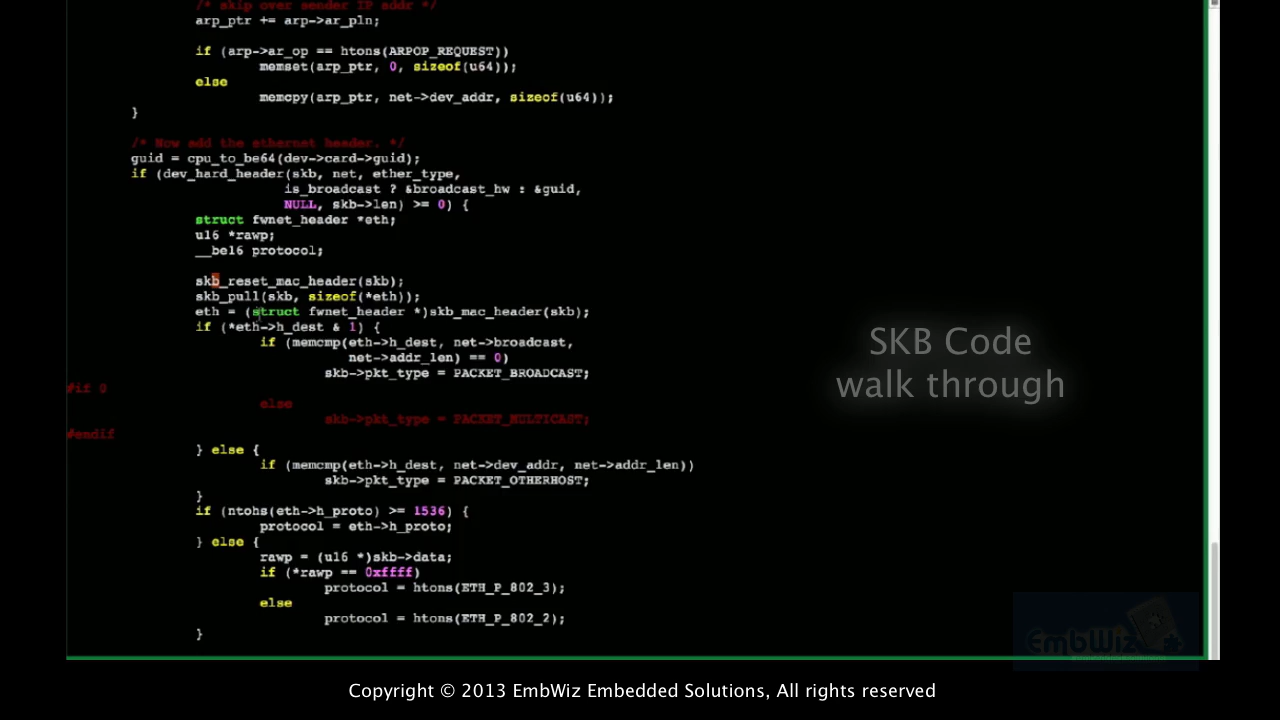 /* skip over sender IP addr */
arp_ptr += arp->ar_pln;
if (arp->ar_op == htons(ARPOP_REQUEST))
memset(arp_ptr, 0, sizeof(u64));
else
memcpy(arp_ptr, net->dev_addr, sizeof(u64));
}
/* Now add the ethernet header. */
guid = cpu_to_be64(dev->card->guid);
if (dev_hard_header(skb, net, ether_type,
is_broadcast ? &broadcast_hw : &guid,
NULL, skb->len) >= 0) {
struct fwnet_header *eth;
u16 *rawp;
__be16 protocol;
skb_reset_mac_header(skb);
skb_pull(skb, sizeof(*eth));
eth = (struct fwnet_header *)skb_mac_header(skb);
if (*eth->h_dest & 1) {
if (memcmp(eth->h_dest, net->broadcast,
net->addr_len) == 0)
skb->pkt_type = PACKET_BROADCAST;
#if 0
else
skb->pkt_type = PACKET_MULTICAST;
#endif
} else {
if (memcmp(eth->h_dest, net->dev_addr, net->addr_len))
skb->pkt_type = PACKET_OTHERHOST;
}
if (ntohs(eth->h_proto) >= 1536) {
protocol = eth->h_proto;
} else {
rawp = (u16 *)skb->data;
if (*rawp == 0xffff)
protocol = htons(ETH_P_802_3);
else
protocol = htons(ETH_P_802_2);
}
SKB Code
walk through
EmbWiz
Copyright © 2013 EmbWiz Embedded Solutions, All rights reserved